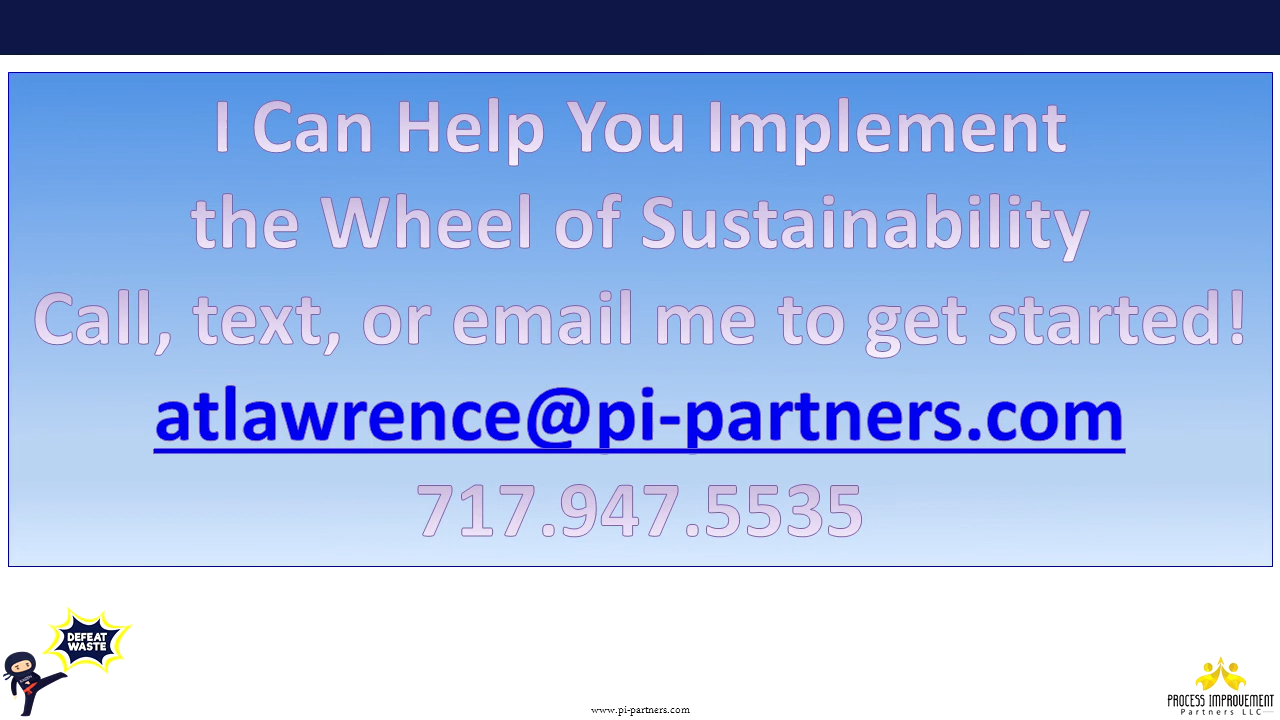 I Can Help You Implement
the Wheel of Sustainability
Call, text, or email me to get started!
atlawrence@pi-partners.com
717.947.5535
DEFEAT
WASTE
www.pi-partners.com
PROCESS IMPROVEMENT
Partners LLC